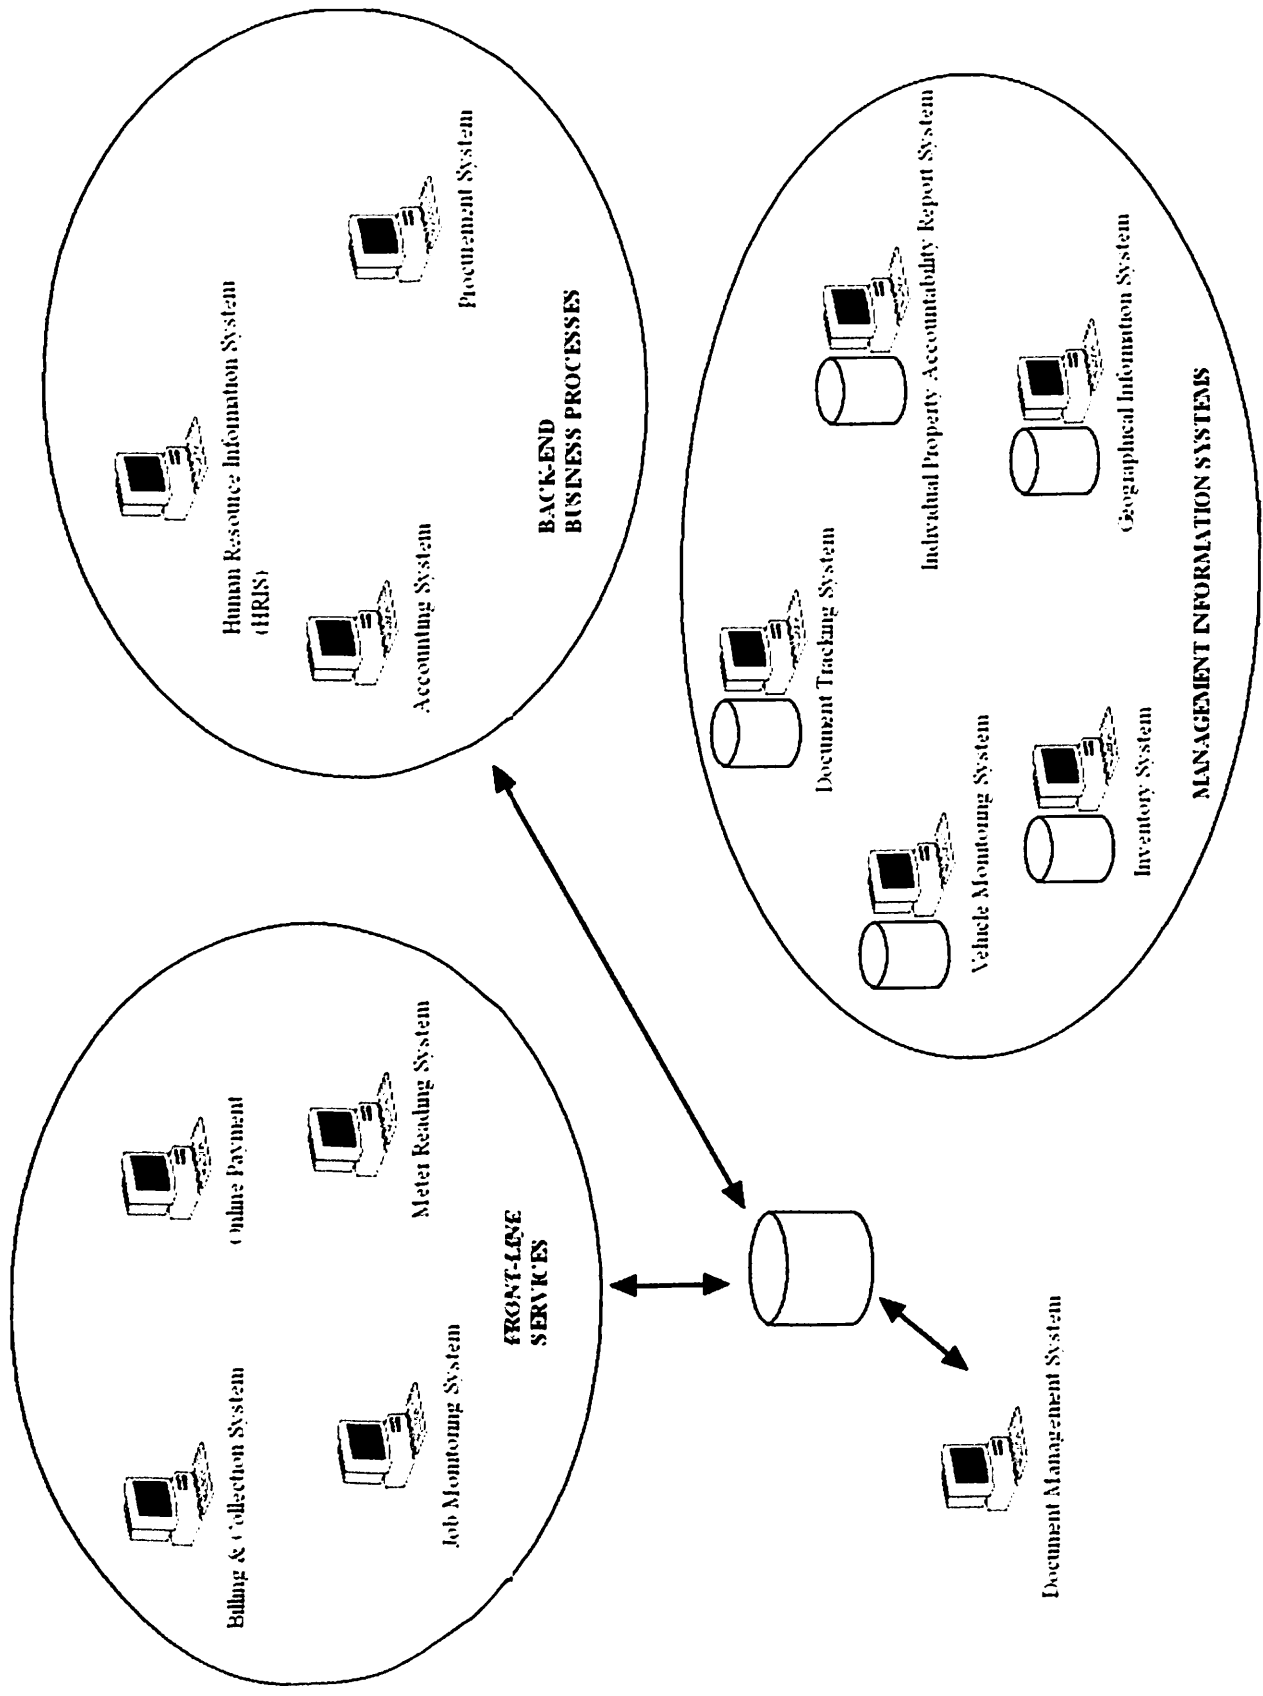 Billing & Collection System
Online Payment
Job Monitoring System
Meter Reading System
FRONT-LINE
SERVICES
Human Resource Infomation System
(HRIS)
Accounting System
Procurement System
BACK-END
BUSINESS PROCESSES
Document Management System
Document Tracking System
Individual Property Accountability Report System
Vehicle Monitoring System
Geographical Infomation System
Inventory System
MANAGEMENT INFORMATION SYSTEMS